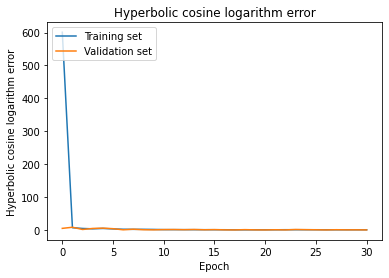 Hyperbolic cosine logarithm error
Training set
Validation set
Hyperbolic cosine logarithm error
600
500
400
300
200
100
0
0 5 10 15 20 25 30
Epoch